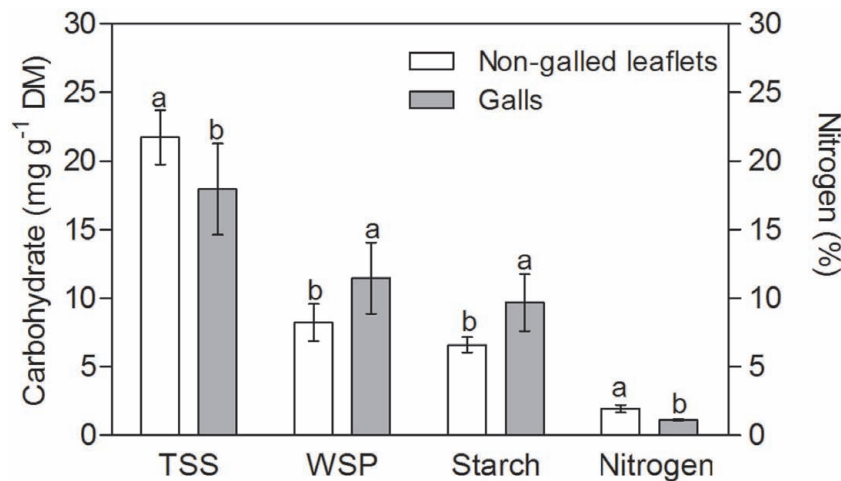 30
25
20
15
10
5
0
Carbohydrate (mg g⁻¹ DM)
Non-galled leaflets
Galls
a
b
b
a
b
a
a
b
TSS WSP Starch Nitrogen
30
25
20
15
10
5
0
Nitrogen (%)